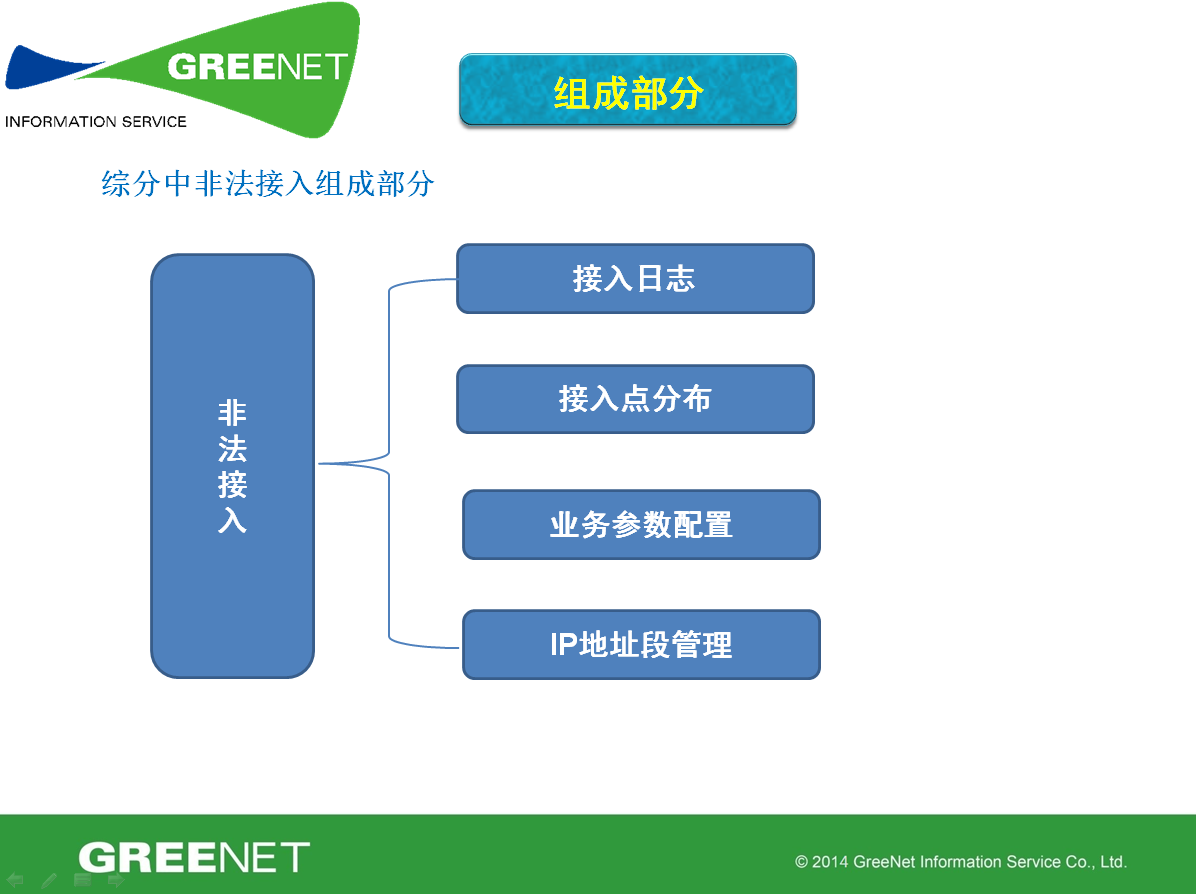 GREENET
INFORMATION SERVICE
组成部分
综分中非法接入组成部分
非
法
接
入
接入日志
接入点分布
业务参数配置
IP地址段管理
GREENET
© 2014 GreeNet Information Service Co., Ltd.